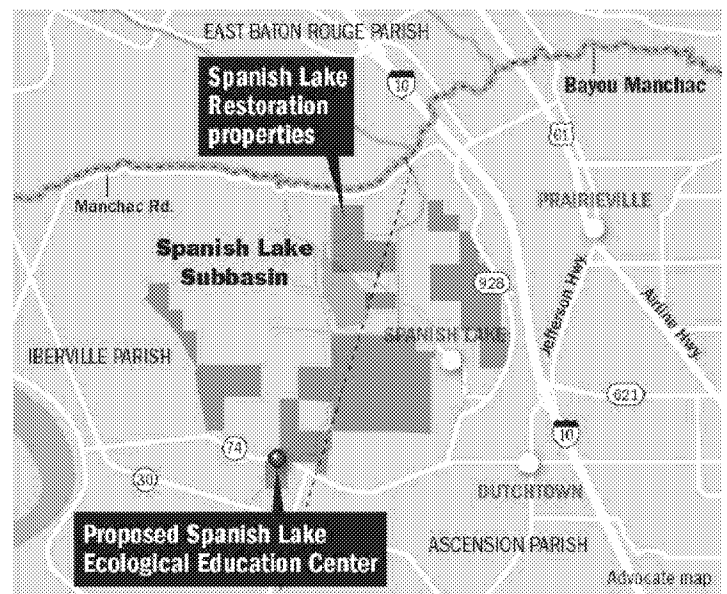 EAST BATON ROUGE PARISH
Spanish Lake
Restoration
properties
10
Bayou Manchac
61
Manchac Rd.
PRAIRIEVILLE
Spanish Lake
Subbasin
928
Jefferson Hwy.
Airline Hwy.
SPANISH LAKE
IBERVILLE PARISH
621
74
10
30
DUTCHTOWN
Proposed Spanish Lake
Ecological Education Center
ASCENSION PARISH
Advocate map